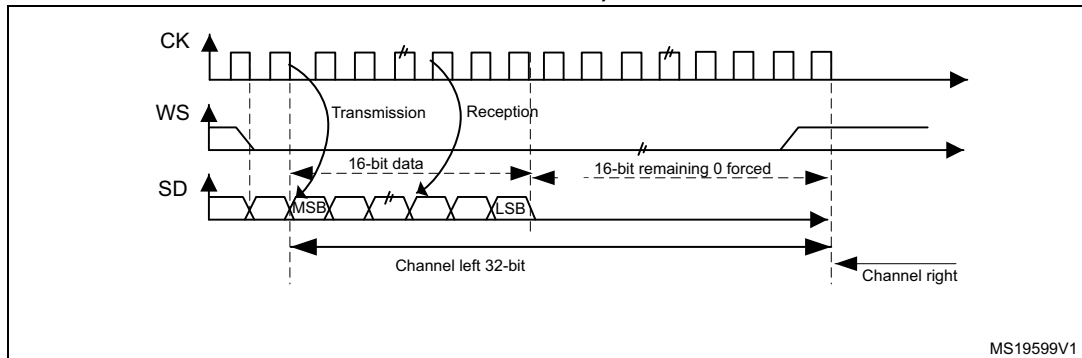 CK
Transmission
Reception
WS
16-bit data
16-bit remaining 0 forced
SD
MSB
LSB
Channel left 32-bit
Channel right
MS19599V1